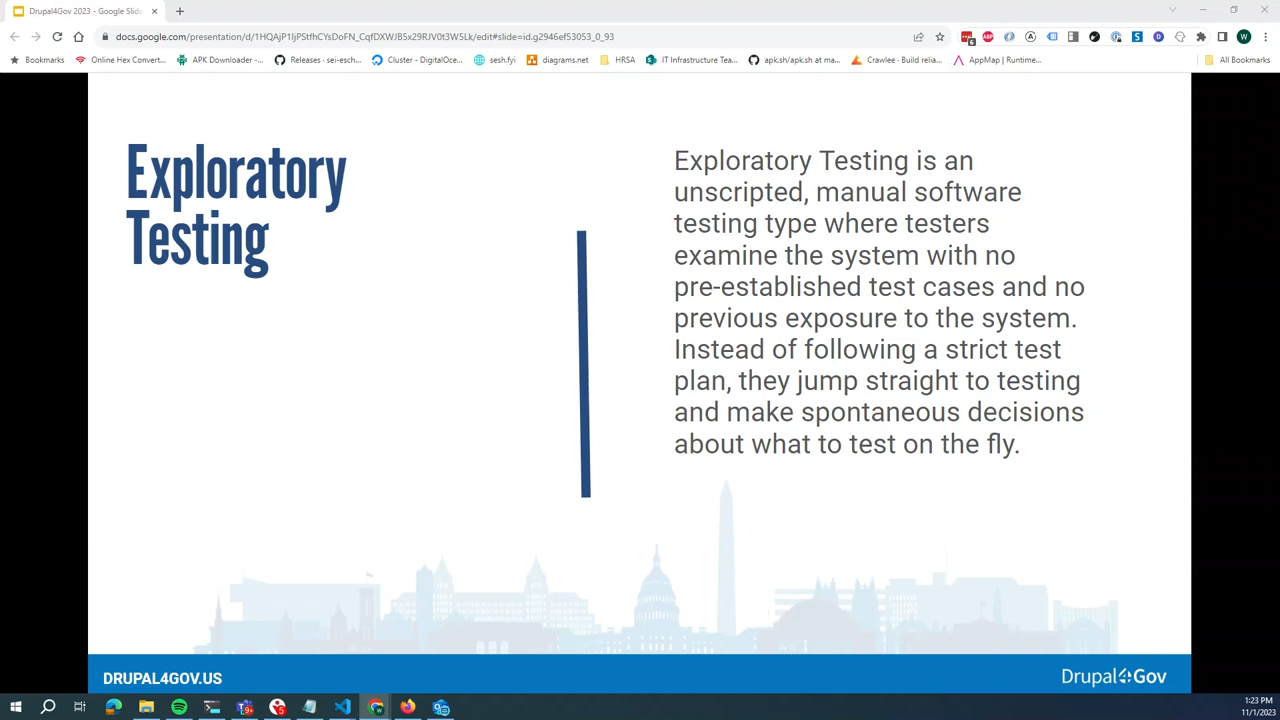 Drupal4Gov 2023 - Google Slide
docs.google.com/presentation/d/1HQAjP1IjPStfhCYsDoFN_CqfDXWJB5x29RJV0t3W5Lk/edit#slide=id.g2946ef53053_0_93
Bookmarks
Online Hex Convert...
APK Downloader -...
Releases · sei-esch...
Cluster - DigitalOce...
sesh.fyi
diagrams.net
HRSA
IT Infrastructure Tea...
apk.sh/apk.sh at ma...
Crawlee · Build relia...
AppMap | Runtime...
All Bookmarks
Exploratory
Testing
Exploratory Testing is an
unscripted, manual software
testing type where testers
examine the system with no
pre-established test cases and no
previous exposure to the system.
Instead of following a strict test
plan, they jump straight to testing
and make spontaneous decisions
about what to test on the fly.
DRUPAL4GOV.US
Drupal4Gov
1:23 PM
11/1/2023